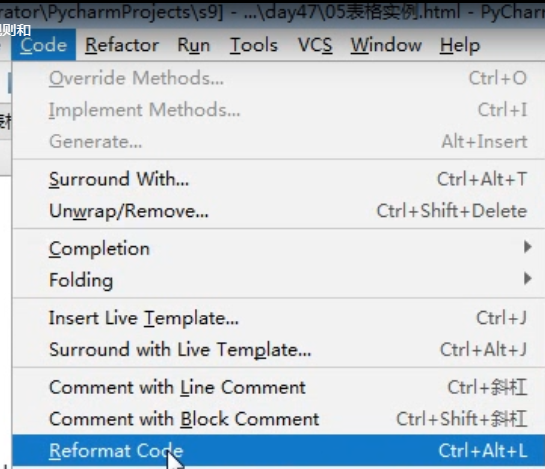 rator\PycharmProjects\s9] - ...\day47\05表格实例.html - PyChar
则和
Code Refactor Run Tools VCS Window Help
Override Methods... Ctrl+O
Implement Methods... Ctrl+I
Generate... Alt+Insert
Surround With... Ctrl+Alt+T
Unwrap/Remove... Ctrl+Shift+Delete
Completion
Folding
Insert Live Template... Ctrl+J
Surround with Live Template... Ctrl+Alt+J
Comment with Line Comment Ctrl+斜杠
Comment with Block Comment Ctrl+Shift+斜杠
Reformat Code Ctrl+Alt+L